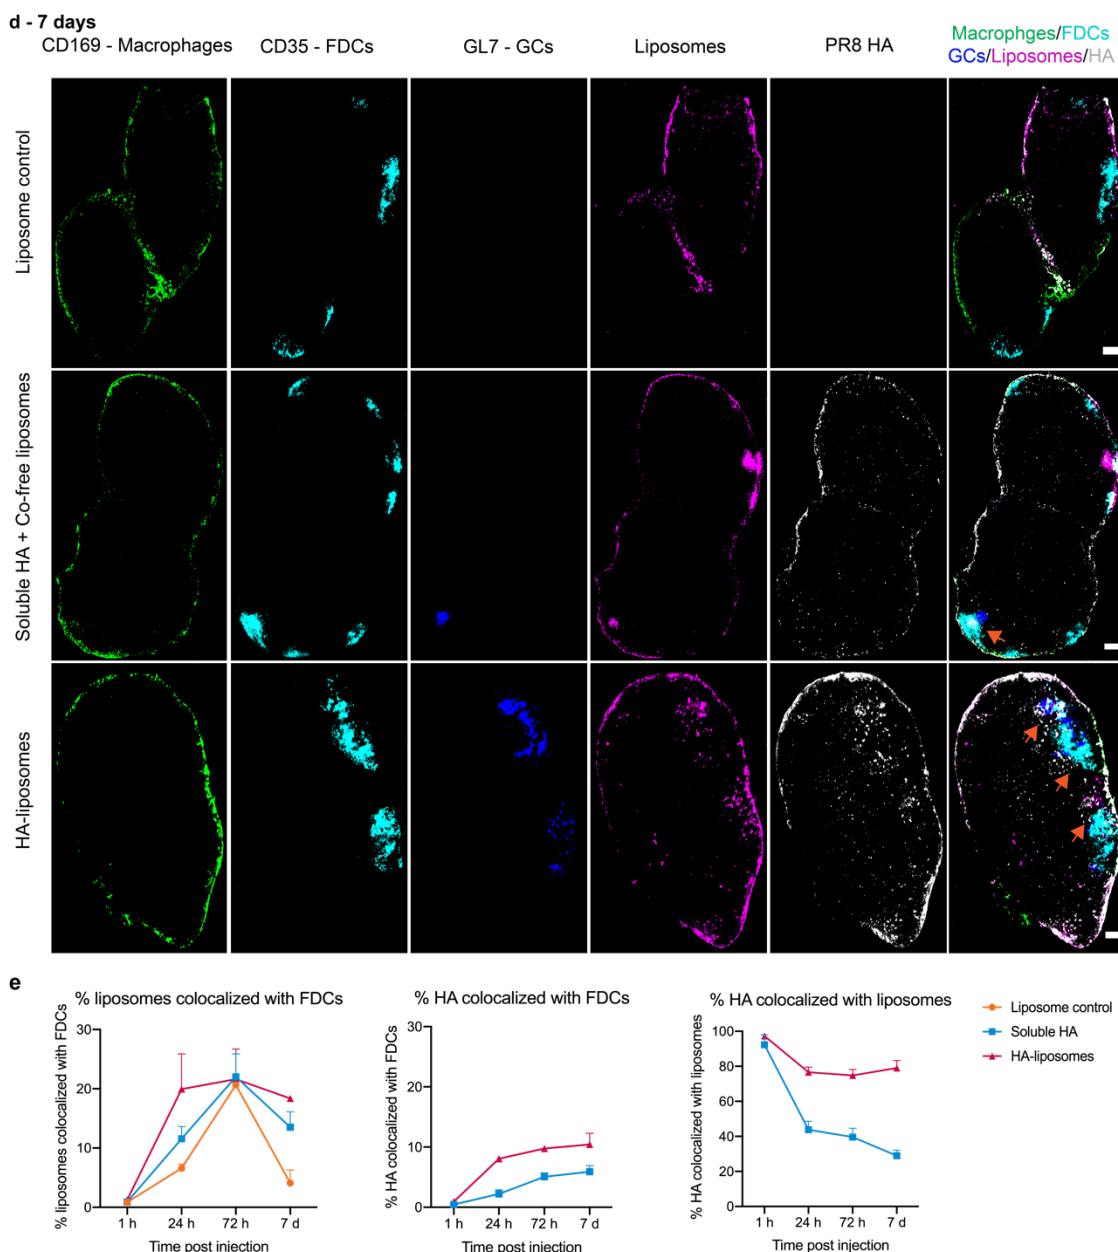 d - 7 days
CD169 - Macrophages
CD35 - FDCs
GL7 - GCs
Liposomes
PR8 HA
Macrophges/FDCs
GCs/Liposomes/HA
Liposome control
Soluble HA + Co-free liposomes
HA-liposomes
e
% liposomes colocalized with FDCs
% liposomes colocalized with FDCs
30
20
10
0
1 h 24 h 72 h 7 d
Time post injection
% HA colocalized with FDCs
% HA colocalized with FDCs
30
20
10
0
1 h 24 h 72 h 7 d
Time post injection
% HA colocalized with liposomes
% HA colocalized with liposomes
100
80
60
40
20
0
1 h 24 h 72 h 7 d
Time post injection
Liposome control
Soluble HA
HA-liposomes